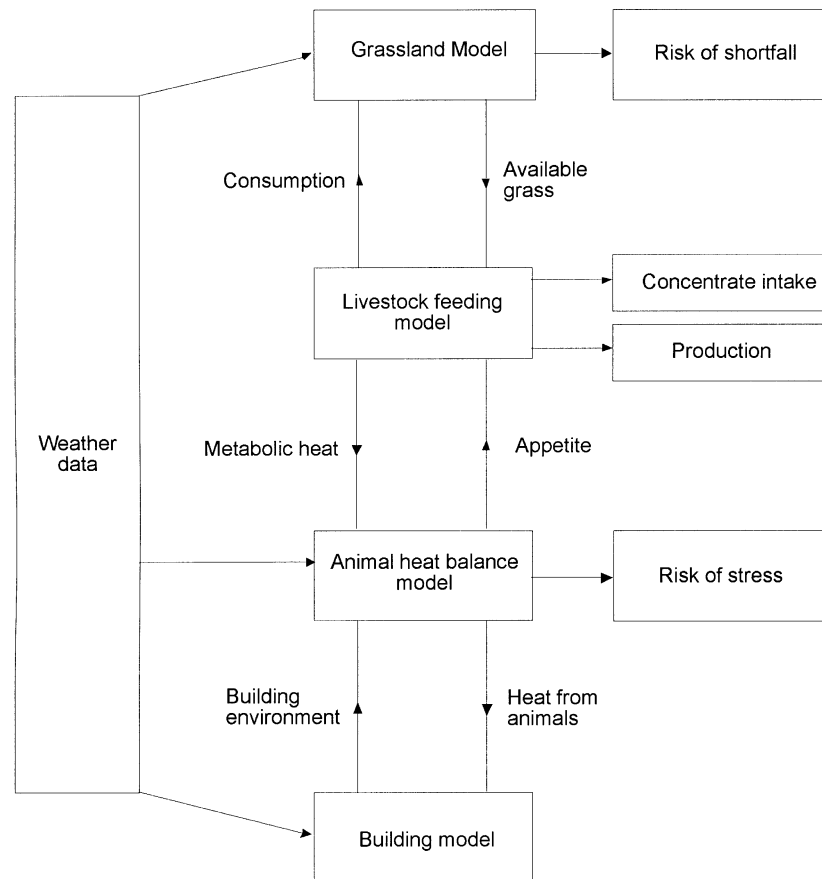 Grassland Model
Risk of shortfall
Consumption
Available
grass
Livestock feeding
model
Concentrate intake
Production
Weather
data
Metabolic heat
Appetite
Animal heat balance
model
Risk of stress
Building
environment
Heat from
animals
Building model